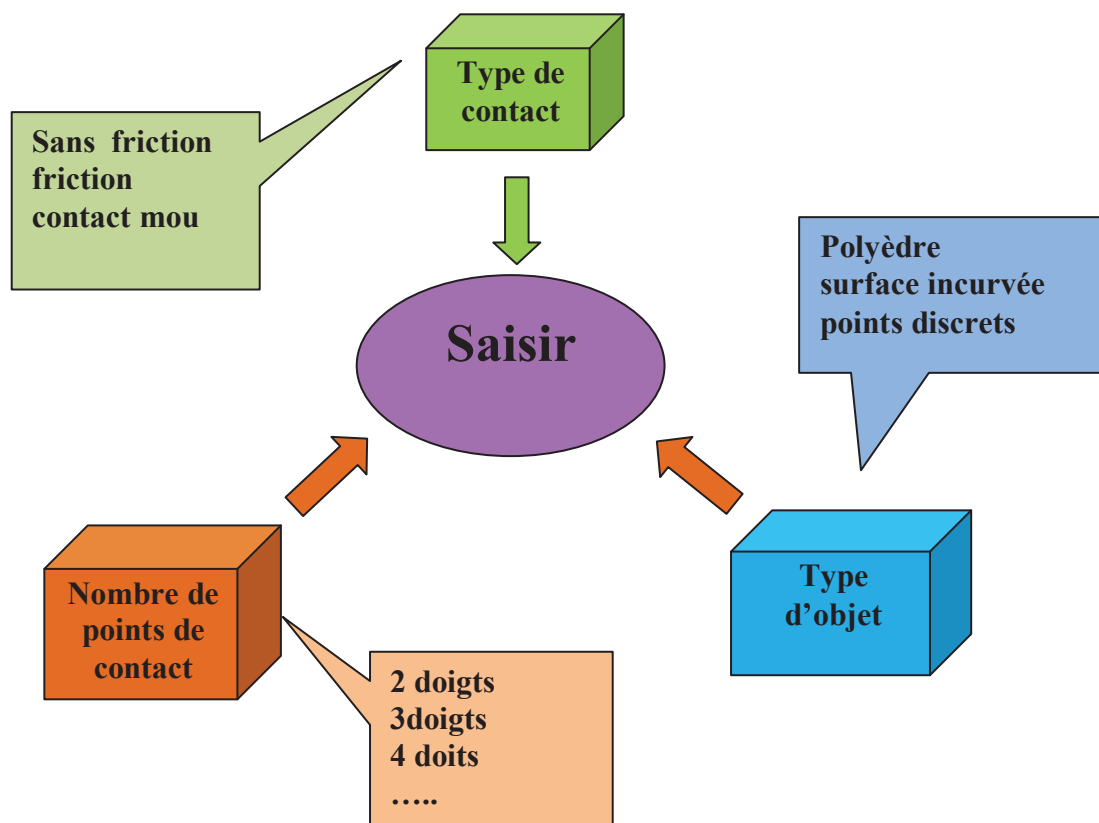 Type de
contact
Sans friction
friction
contact mou
Polyèdre
surface incurvée
points discrets
Saisir
Nombre de
points de
contact
Type
d’objet
2 doigts
3doigts
4 doits
…..